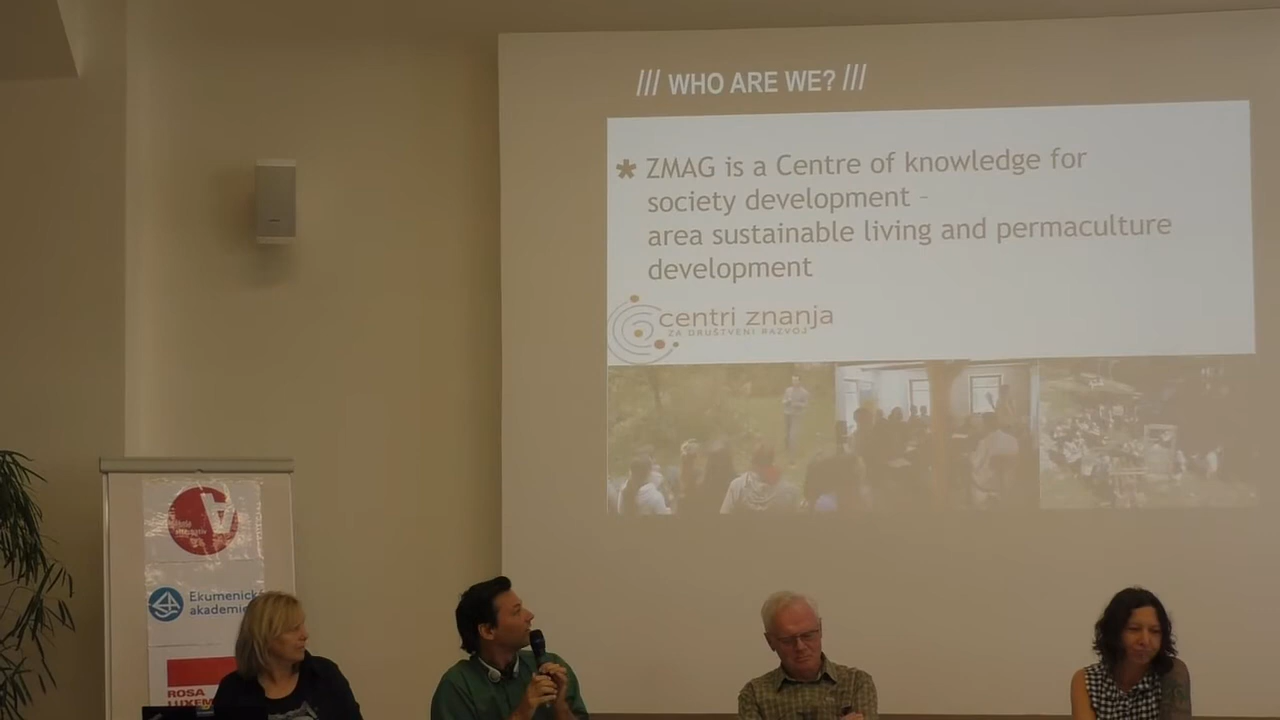 /// WHO ARE WE? ///
* ZMAG is a Centre of knowledge for
society development –
area sustainable living and permaculture
development
centri znanja
ZA DRUŠTVENI RAZVOJ
Ekumenická
akademie
ROSA
LUXEM